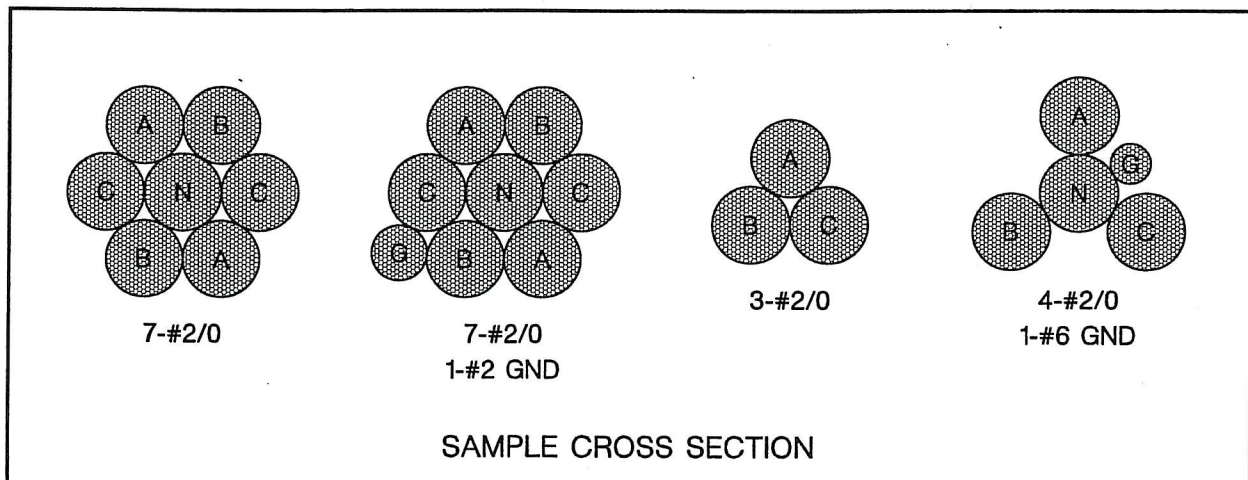 A B
C N C
B A
7-#2/0
A B
C N C
G B A
7-#2/0
1-#2 GND
A
B C
3-#2/0
A
G
N
B C
4-#2/0
1-#6 GND
SAMPLE CROSS SECTION